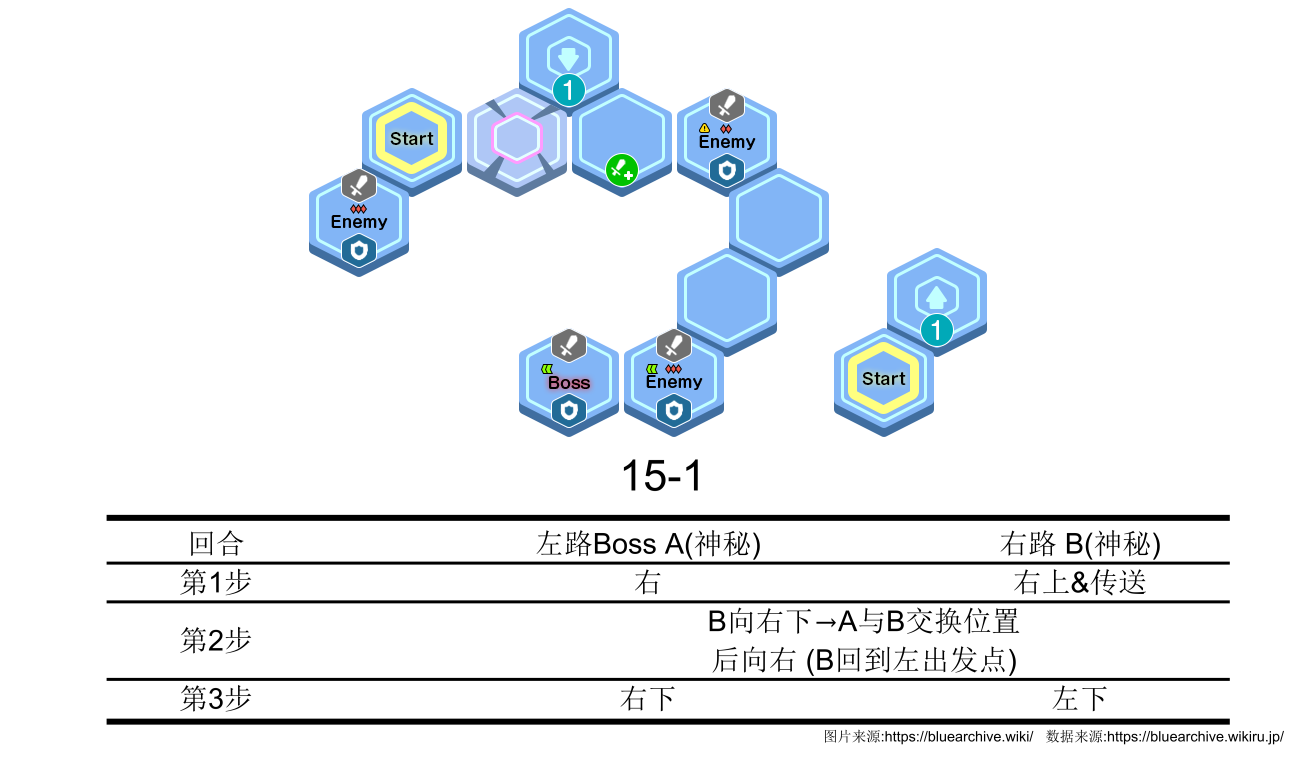 1
Start
Enemy
Enemy
1
Boss
Enemy
Start
15-1
回合 左路Boss A(神秘) 右路 B(神秘)
第1步 右 右上&传送
第2步 B向右下→A与B交换位置
后向右 (B回到左出发点)
第3步 右下 左下
图片来源:https://bluearchive.wiki/ 数据来源:https://bluearchive.wikiru.jp/